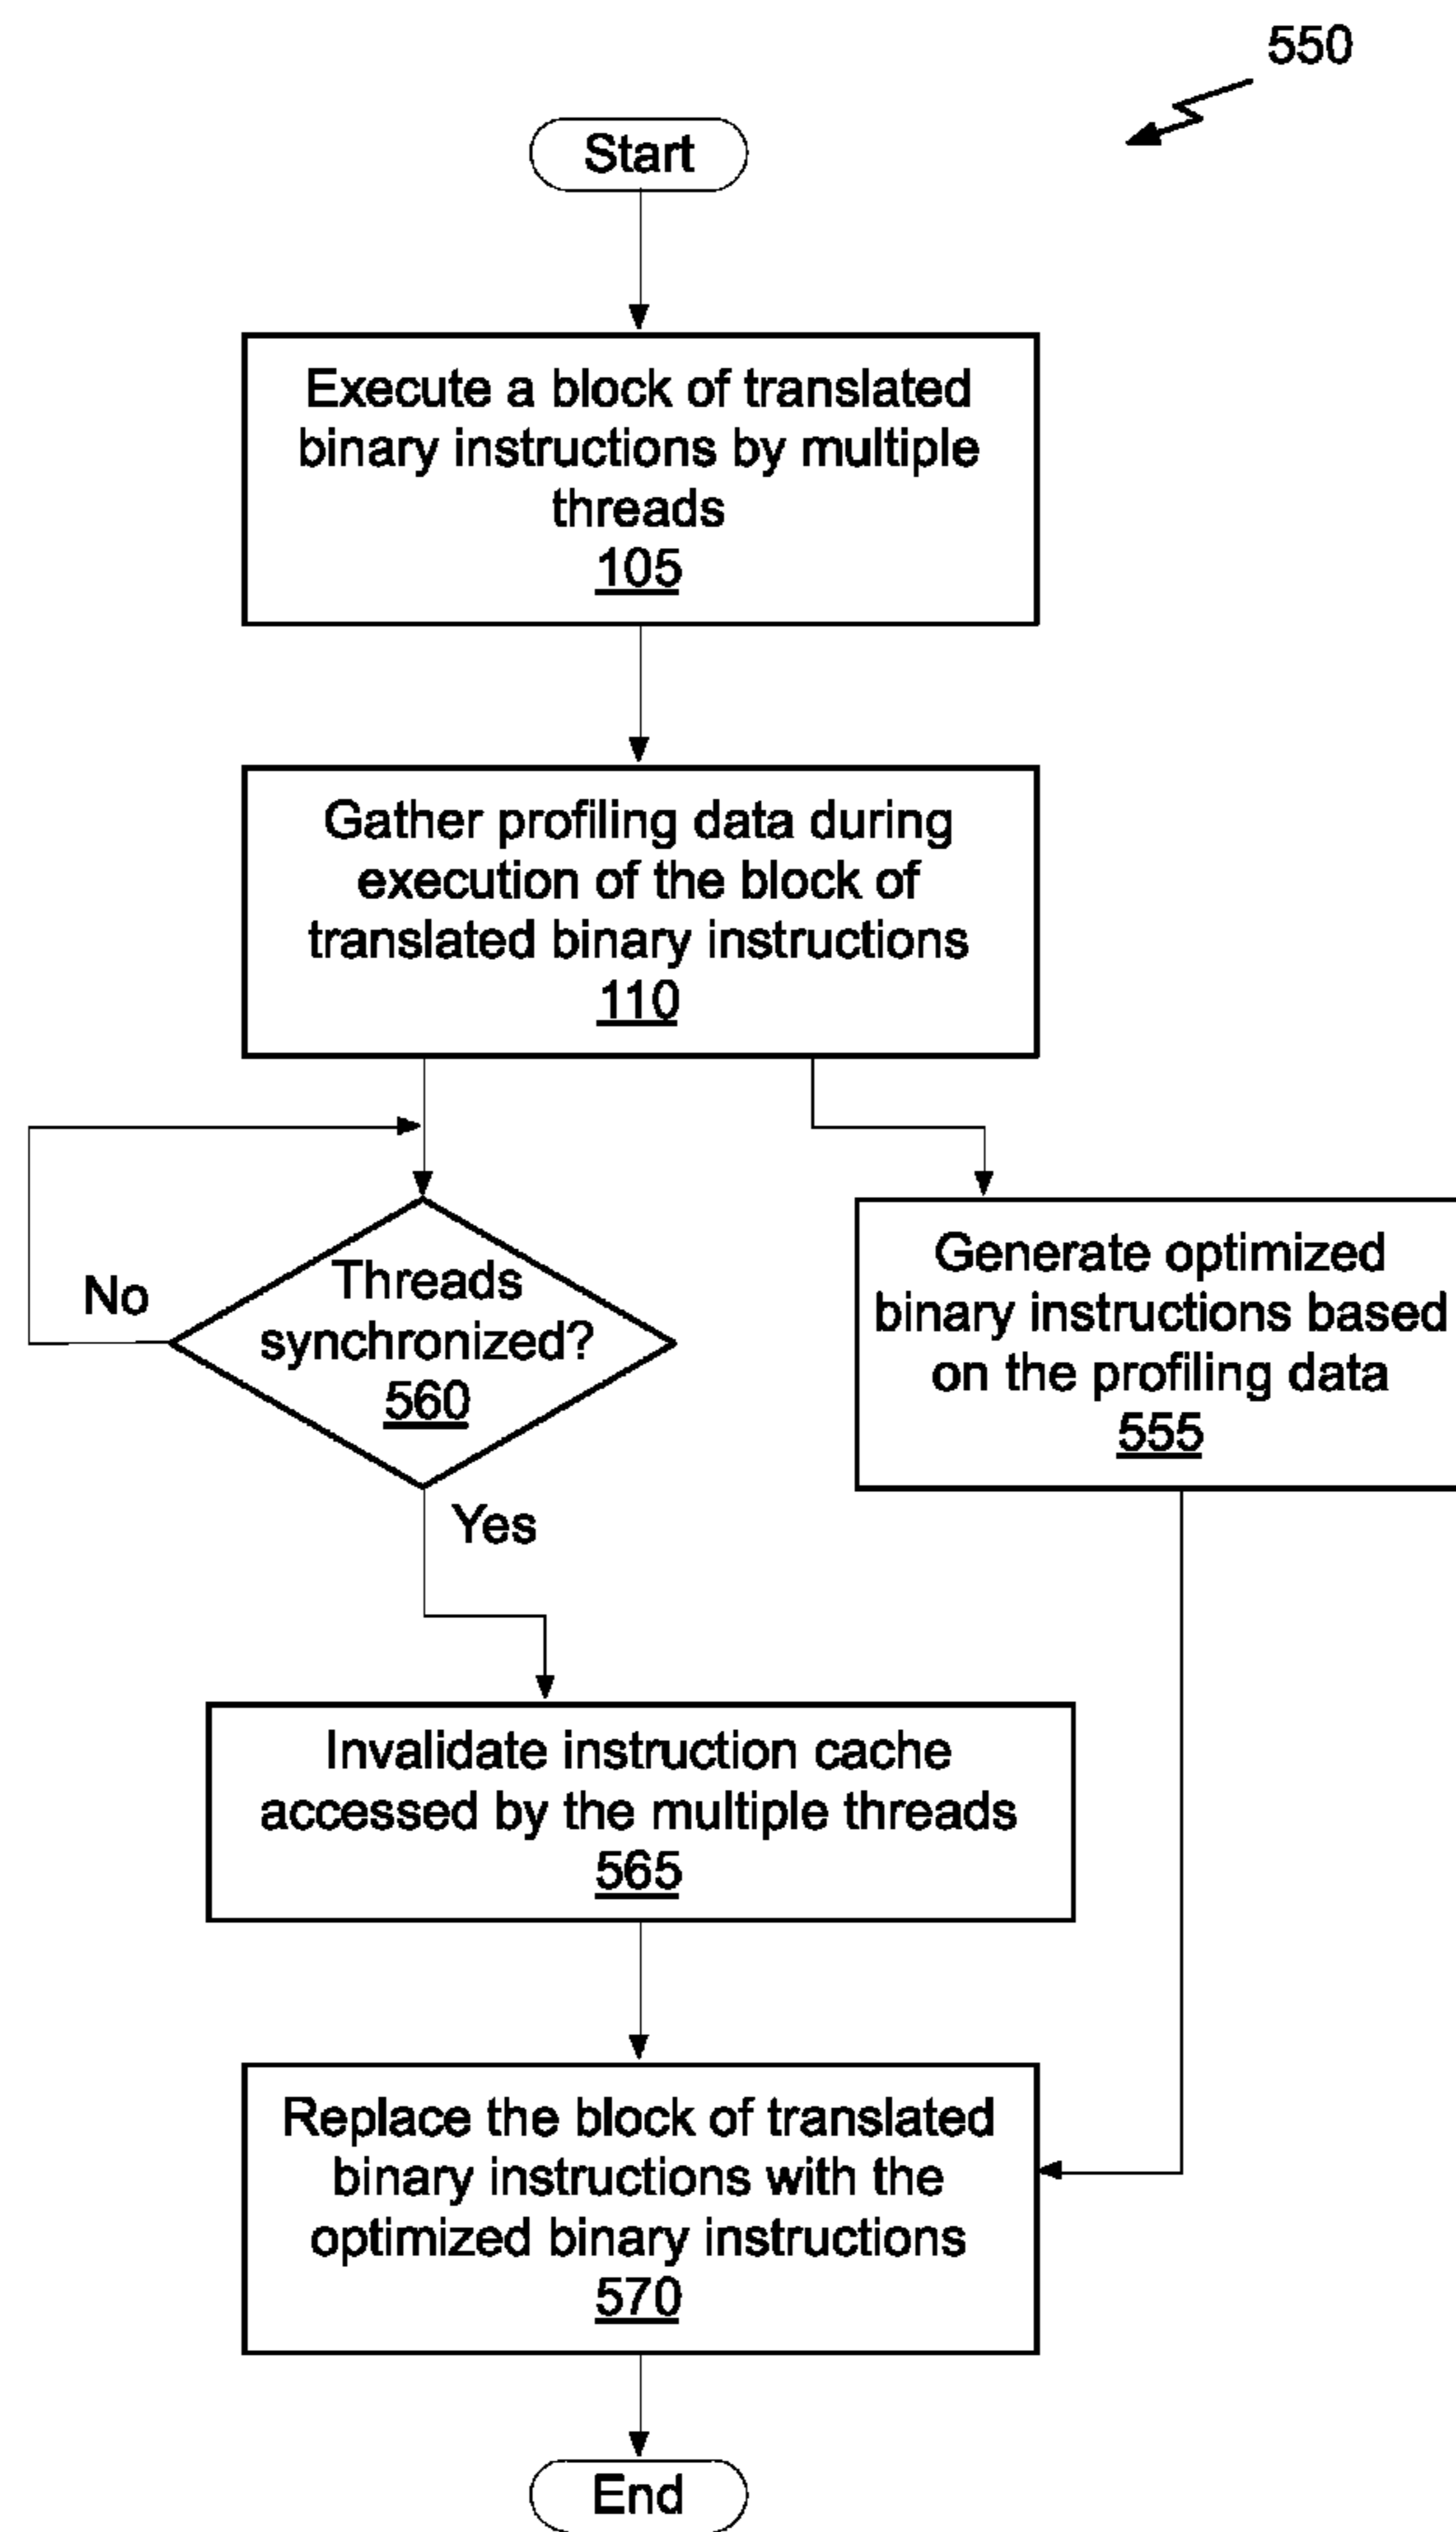 550
Start
Execute a block of translated
binary instructions by multiple
threads
105
Gather profiling data during
execution of the block of
translated binary instructions
110
No
Threads
synchronized?
560
Generate optimized
binary instructions based
on the profiling data
555
Yes
Invalidate instruction cache
accessed by the multiple threads
565
Replace the block of translated
binary instructions with the
optimized binary instructions
570
End